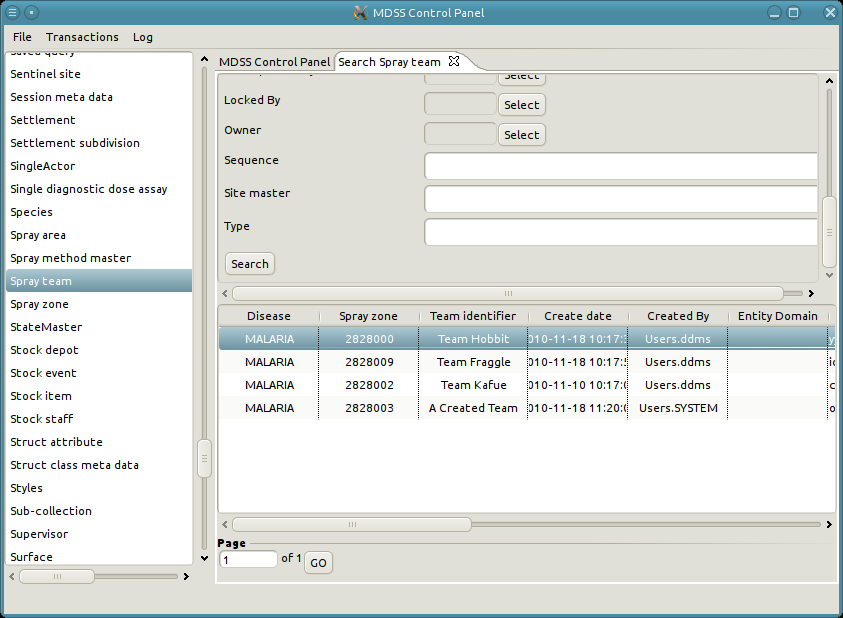 MDSS Control Panel
File Transactions Log
Saved query
Sentinel site
Session meta data
Settlement
Settlement subdivision
SingleActor
Single diagnostic dose assay
Species
Spray area
Spray method master
Spray team
Spray zone
StateMaster
Stock depot
Stock event
Stock item
Stock staff
Struct attribute
Struct class meta data
Styles
Sub-collection
Supervisor
Surface
MDSS Control Panel Search Spray team
Select
Locked By Select
Owner Select
Sequence
Site master
Type
Search
Disease Spray zone Team identifier Create date Created By Entity Domain
MALARIA 2828000 Team Hobbit 010-11-18 10:17:3 Users.ddms
MALARIA 2828009 Team Fraggle 010-11-18 10:17:5 Users.ddms
MALARIA 2828002 Team Kafue 010-11-10 10:17:0 Users.ddms
MALARIA 2828003 A Created Team 010-11-18 11:20:0 Users.SYSTEM
Page
1 of 1 GO